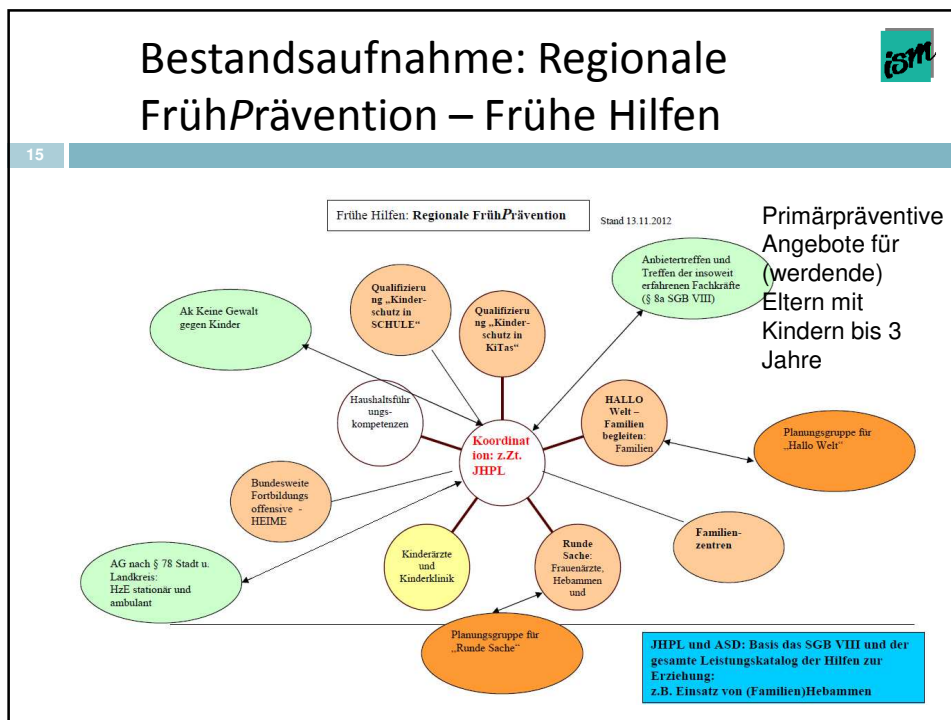 Bestandsaufnahme: Regionale
FrühPrävention – Frühe Hilfen
ism
15
Frühe Hilfen: Regionale FrühPrävention
Stand 13.11.2012
Primärpräventive
Angebote für
(werdende)
Eltern mit
Kindern bis 3
Jahre
Anbietertreffen und
Treffen der insoweit
erfahrenen Fachkräfte
(§ 8a SGB VIII)
Qualifizieru
ng „Kinder-
schutz in
SCHULE“
Qualifizieru
ng „Kinder-
schutz in
KiTas“
Ak Keine Gewalt
gegen Kinder
Haushaltsführ
ungs-
kompetenzen
HALLO
Welt –
Familien
begleiten:
Familien
Koordinat
ion: z.Zt.
JHPL
Planungsgruppe für
„Hallo Welt“
Bundesweite
Fortbildungs
offensive -
HEIME
Familien-
zentren
AG nach § 78 Stadt u.
Landkreis:
HzE stationär und
ambulant
Kinderärzte
und
Kinderklinik
Runde
Sache:
Frauenärzte,
Hebammen
und
Planungsgruppe für
„Runde Sache“
JHPL und ASD: Basis das SGB VIII und der
gesamte Leistungskatalog der Hilfen zur
Erziehung:
z.B. Einsatz von (Familien)Hebammen